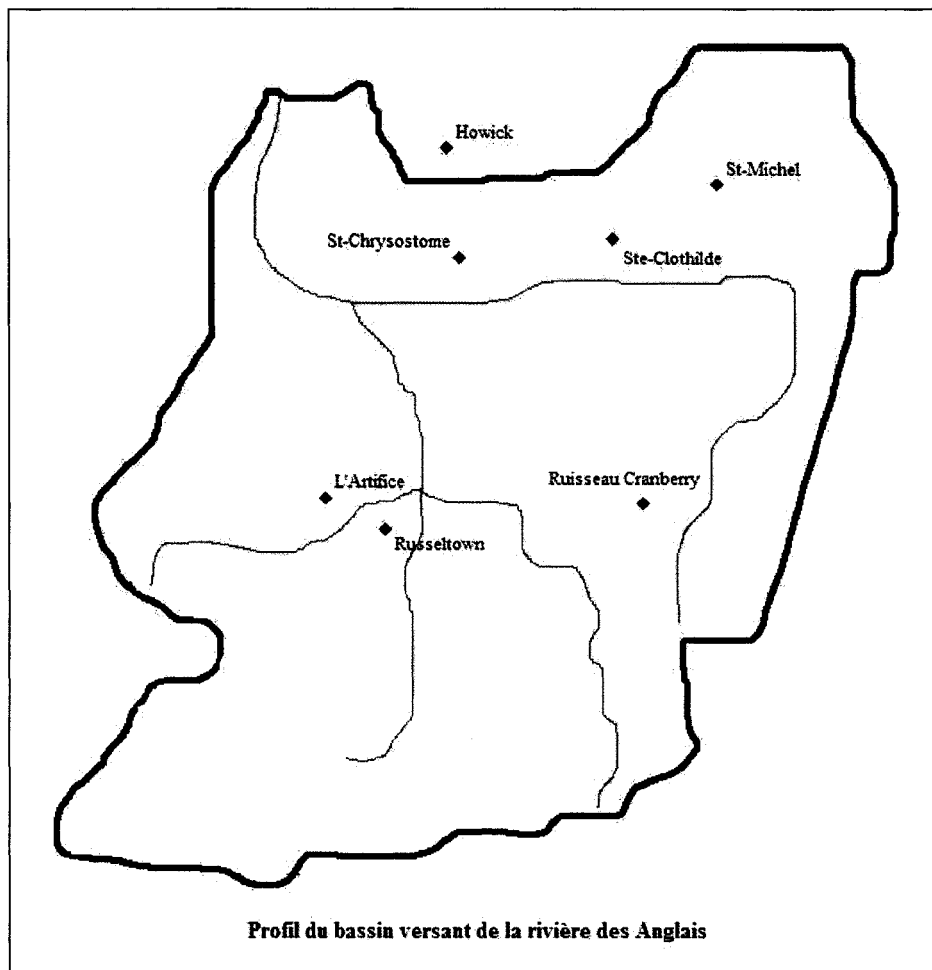 Howick
St-Michel
St-Chrysostome
Ste-Clothilde
L'Artifice
Ruisseau Cranberry
Russeltown
Profil du bassin versant de la rivière des Anglais